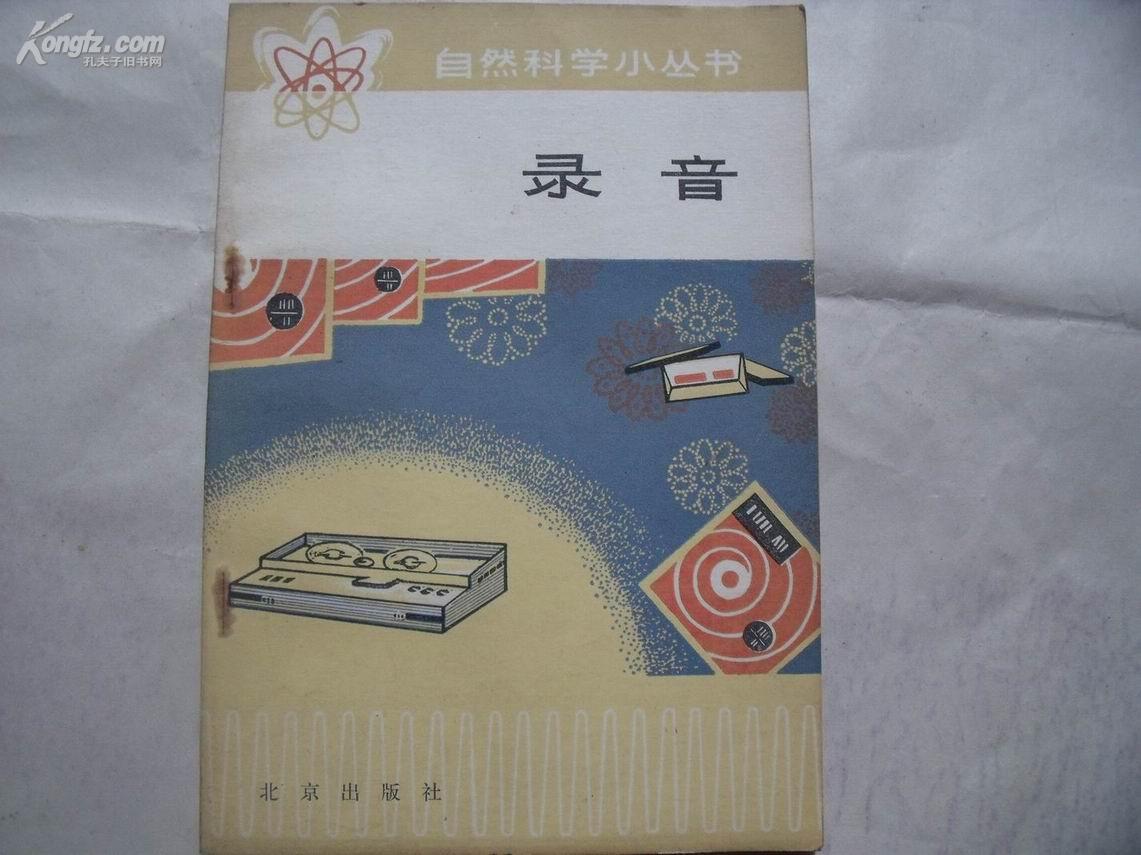 Kongfz.com
孔夫子旧书网
自然科学小丛书
录音
北京出版社